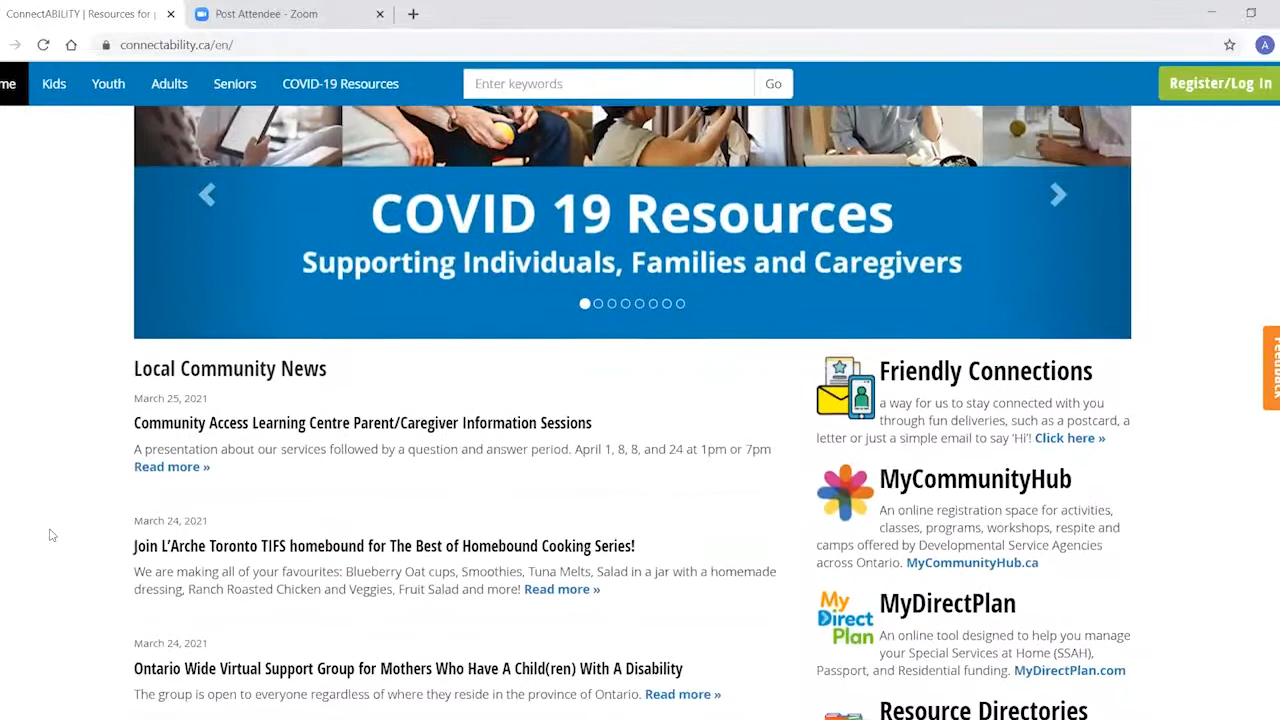 ConnectABILITY | Resources for
Post Attendee - Zoom
connectability.ca/en/
A
me
Kids
Youth
Adults
Seniors
COVID-19 Resources
Enter keywords
Go
Register/Log In
COVID 19 Resources
Supporting Individuals, Families and Caregivers
Feedback
Local Community News
March 25, 2021
Community Access Learning Centre Parent/Caregiver Information Sessions
A presentation about our services followed by a question and answer period. April 1, 8, 8, and 24 at 1pm or 7pm
Read more »
March 24, 2021
Join L’Arche Toronto TIFS homebound for The Best of Homebound Cooking Series!
We are making all of your favourites: Blueberry Oat cups, Smoothies, Tuna Melts, Salad in a jar with a homemade
dressing, Ranch Roasted Chicken and Veggies, Fruit Salad and more! Read more »
March 24, 2021
Ontario Wide Virtual Support Group for Mothers Who Have A Child(ren) With A Disability
The group is open to everyone regardless of where they reside in the province of Ontario. Read more »
Friendly Connections
a way for us to stay connected with you
through fun deliveries, such as a postcard, a
letter or just a simple email to say ‘Hi’! Click here »
MyCommunityHub
An online registration space for activities,
classes, programs, workshops, respite and
camps offered by Developmental Service Agencies
across Ontario. MyCommunityHub.ca
My
Direct
Plan
MyDirectPlan
An online tool designed to help you manage
your Special Services at Home (SSAH),
Passport, and Residential funding. MyDirectPlan.com
Resource Directories